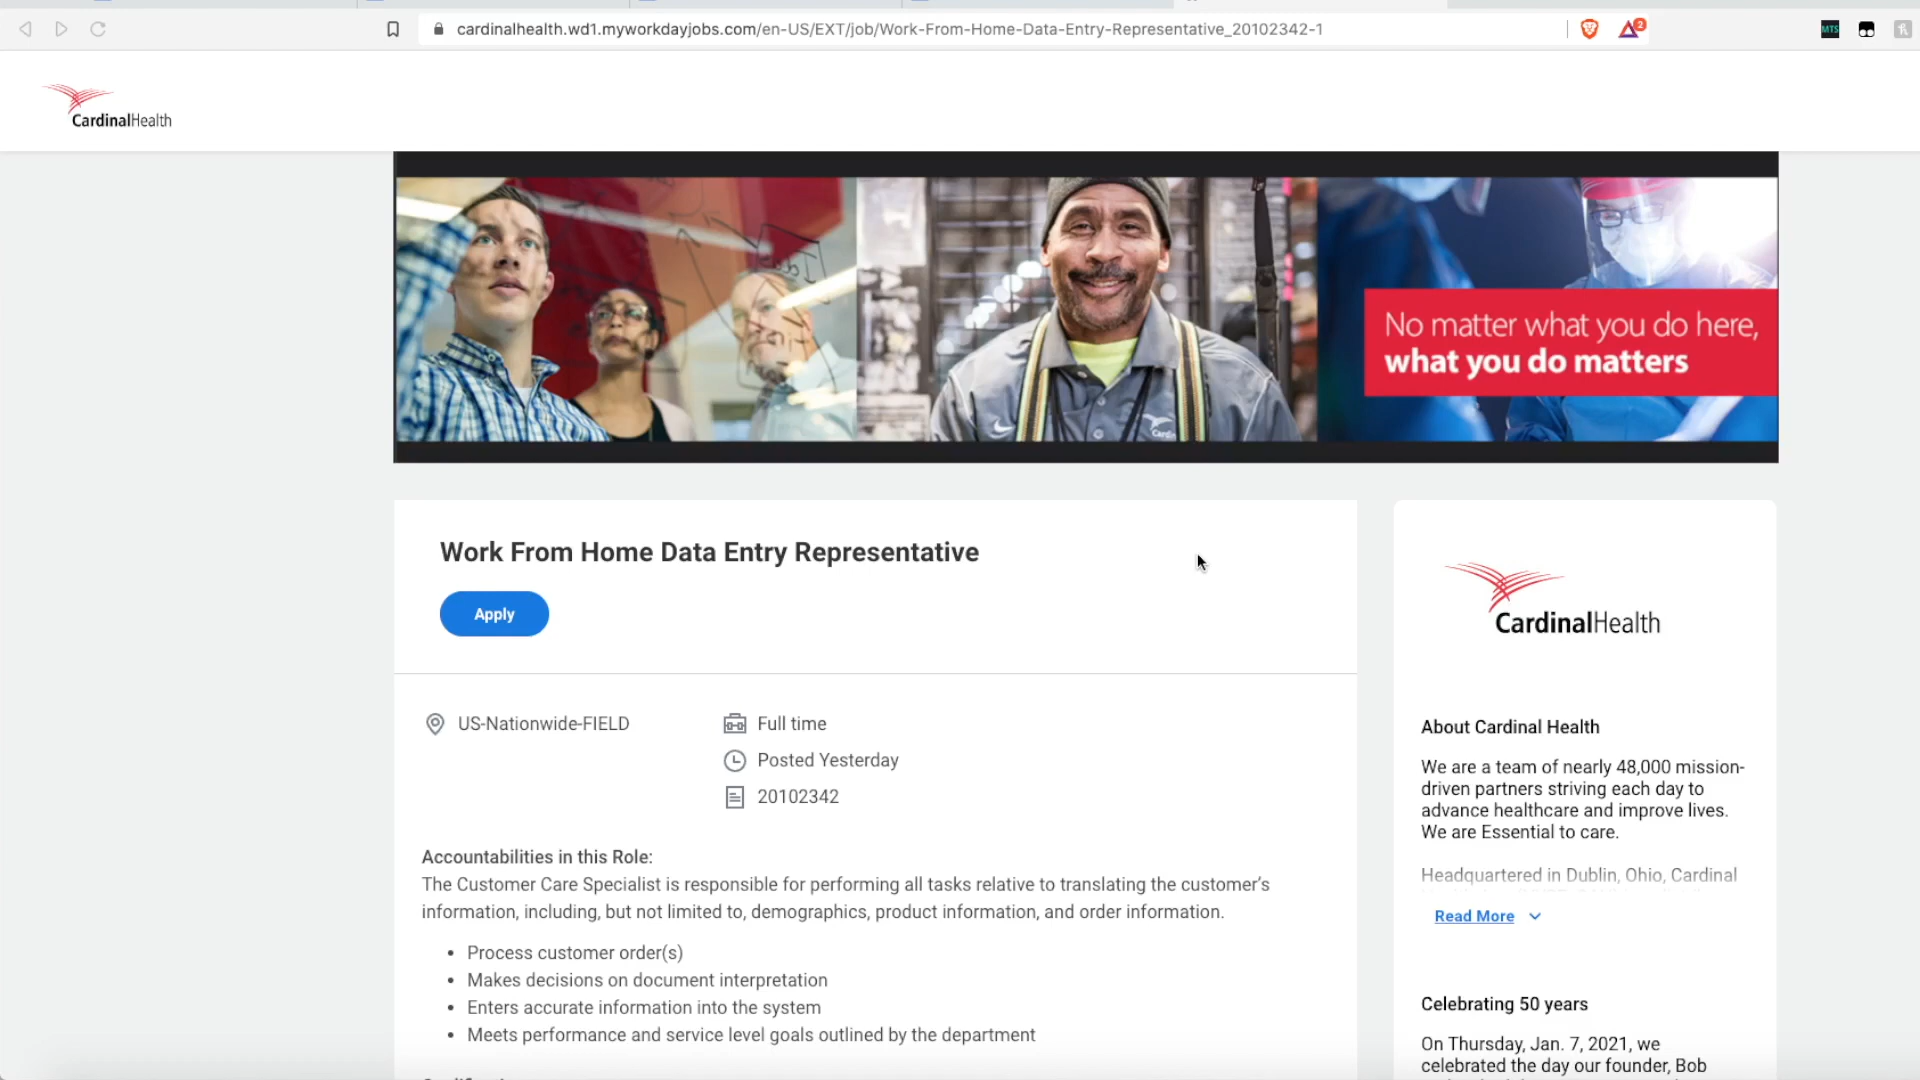 cardinalhealth.wd1.myworkdayjobs.com/en-US/EXT/job/Work-From-Home-Data-Entry-Representative_20102342-1
2
MTS
CardinalHealth
No matter what you do here,
what you do matters
Work From Home Data Entry Representative
Apply
CardinalHealth
US-Nationwide-FIELD
Full time
Posted Yesterday
20102342
Accountabilities in this Role:
The Customer Care Specialist is responsible for performing all tasks relative to translating the customer’s
information, including, but not limited to, demographics, product information, and order information.
• Process customer order(s)
• Makes decisions on document interpretation
• Enters accurate information into the system
• Meets performance and service level goals outlined by the department
About Cardinal Health
We are a team of nearly 48,000 mission-
driven partners striving each day to
advance healthcare and improve lives.
We are Essential to care.
Headquartered in Dublin, Ohio, Cardinal
Read More
Celebrating 50 years
On Thursday, Jan. 7, 2021, we
celebrated the day our founder, Bob